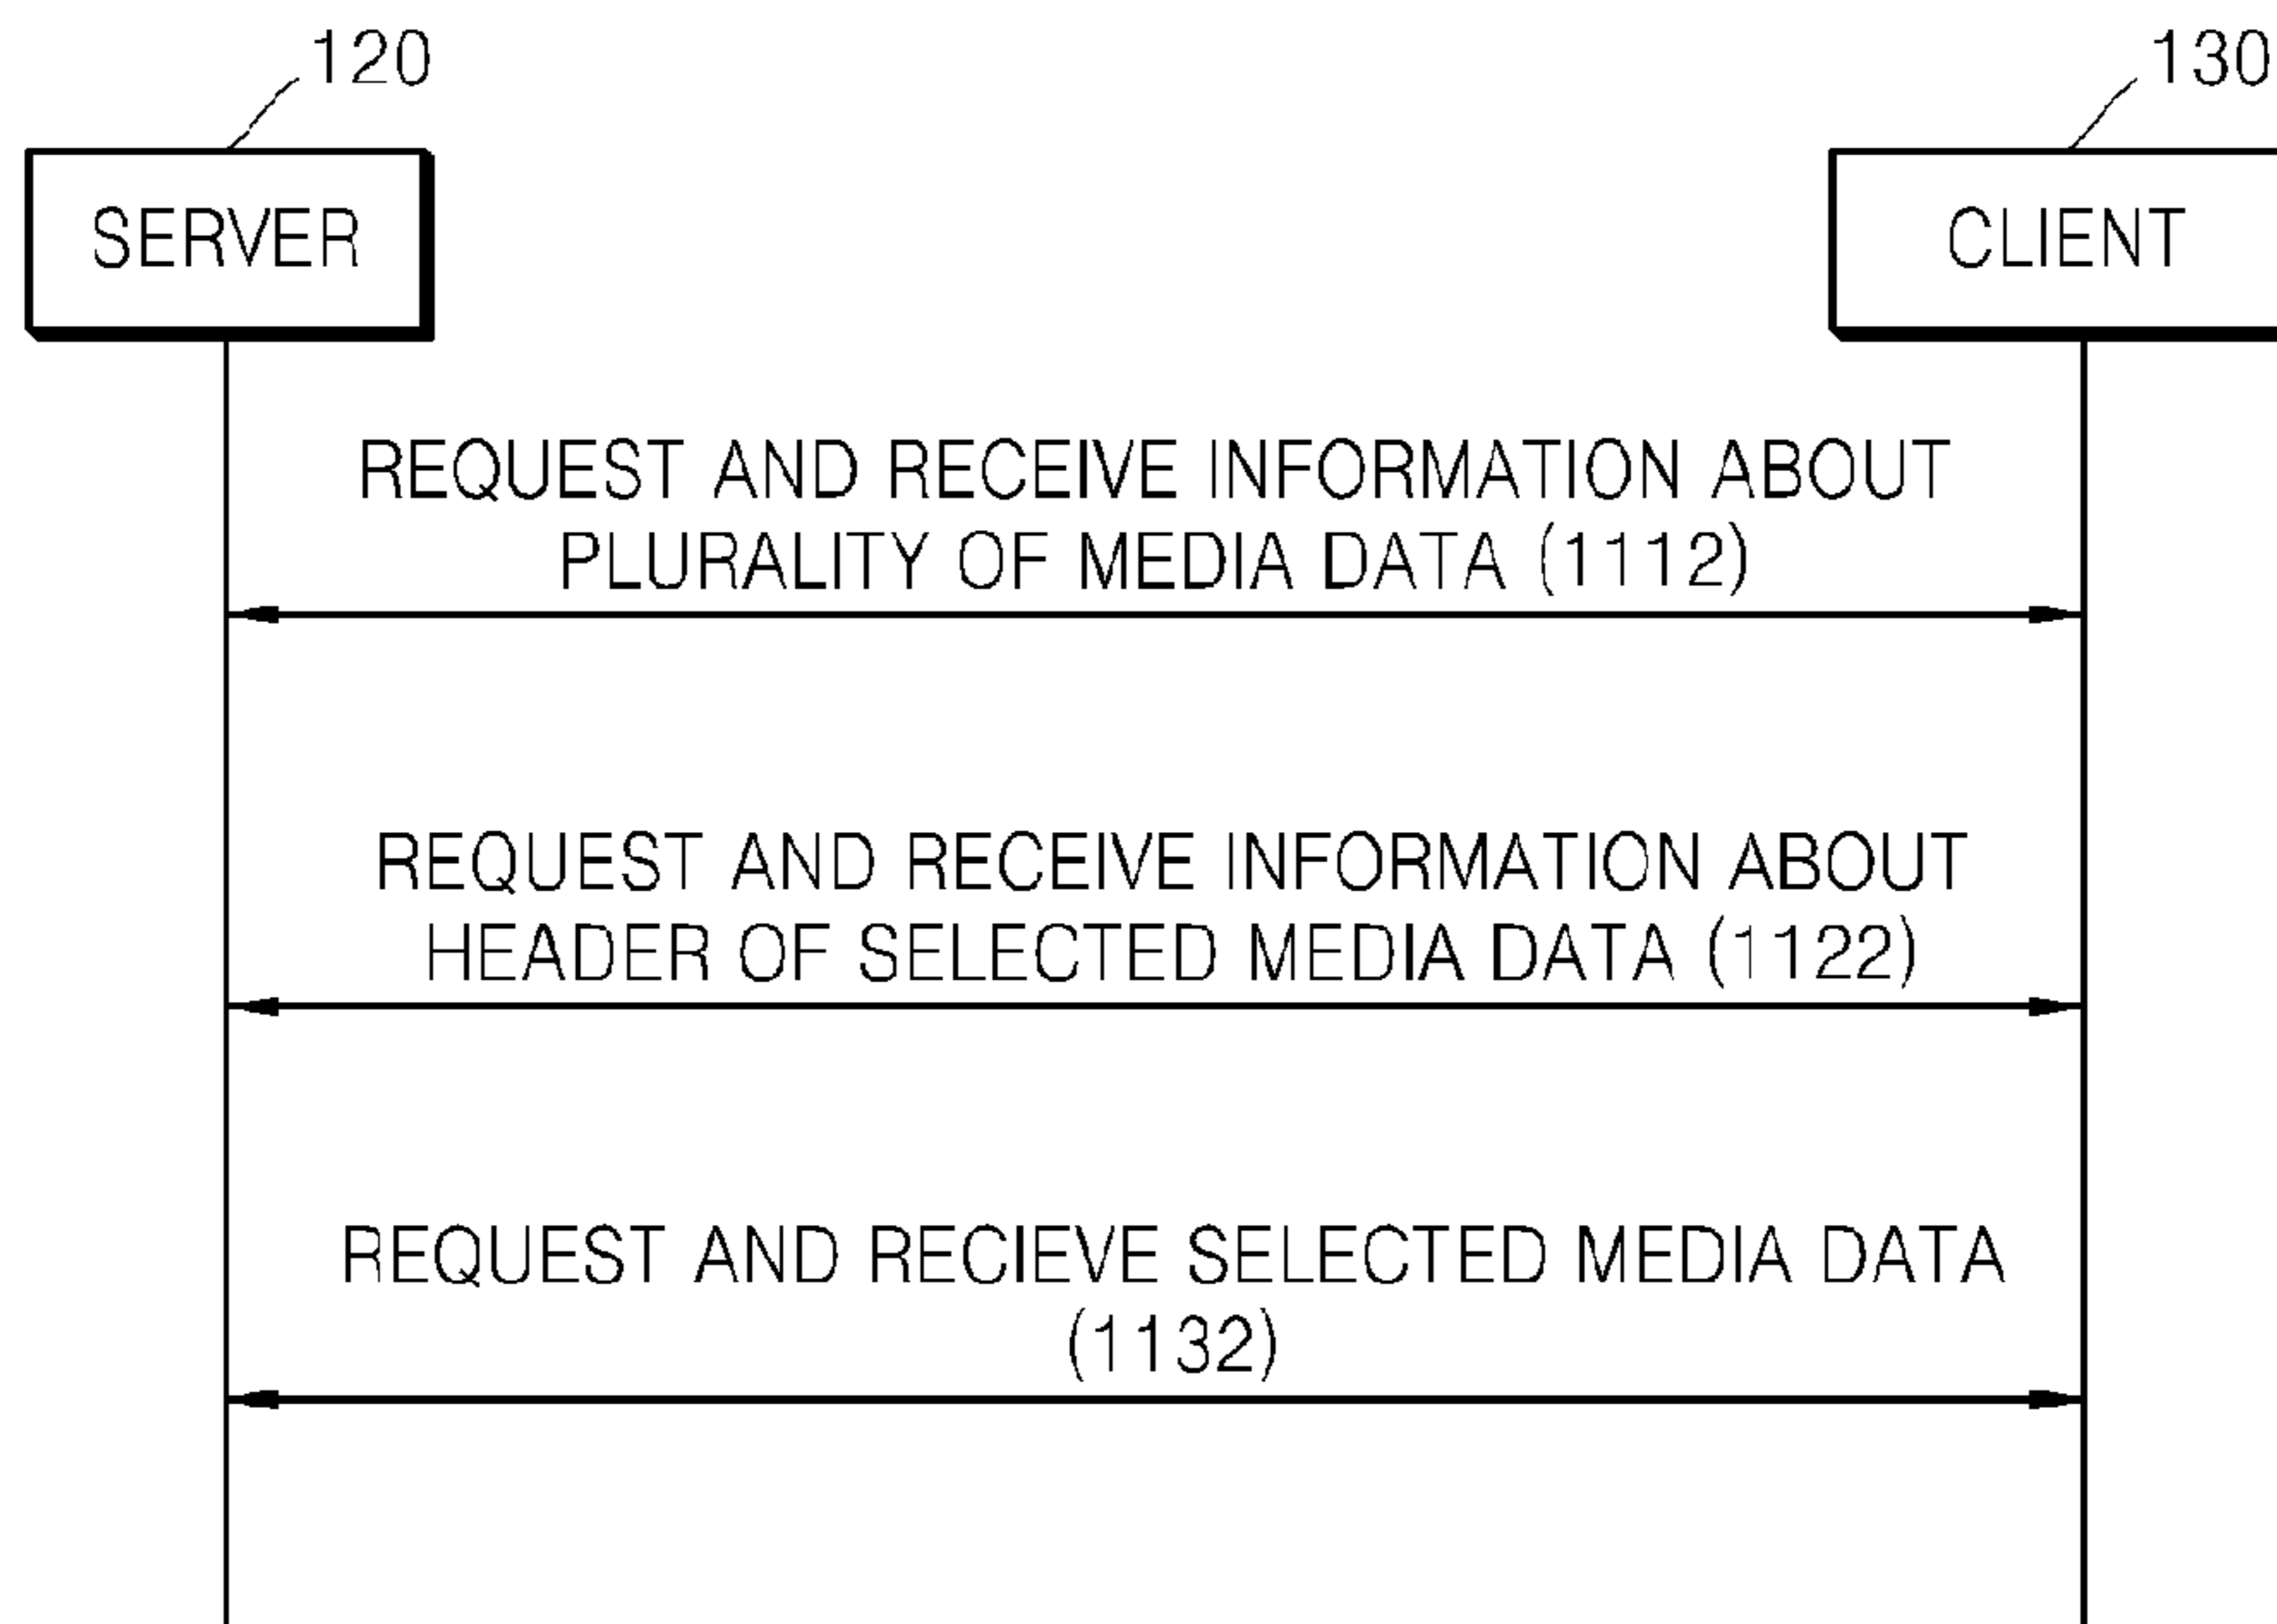 120
130
SERVER
CLIENT
REQUEST AND RECEIVE INFORMATION ABOUT
PLURALITY OF MEDIA DATA (1112)
REQUEST AND RECEIVE INFORMATION ABOUT
HEADER OF SELECTED MEDIA DATA (1122)
REQUEST AND RECIEVE SELECTED MEDIA DATA
(1132)